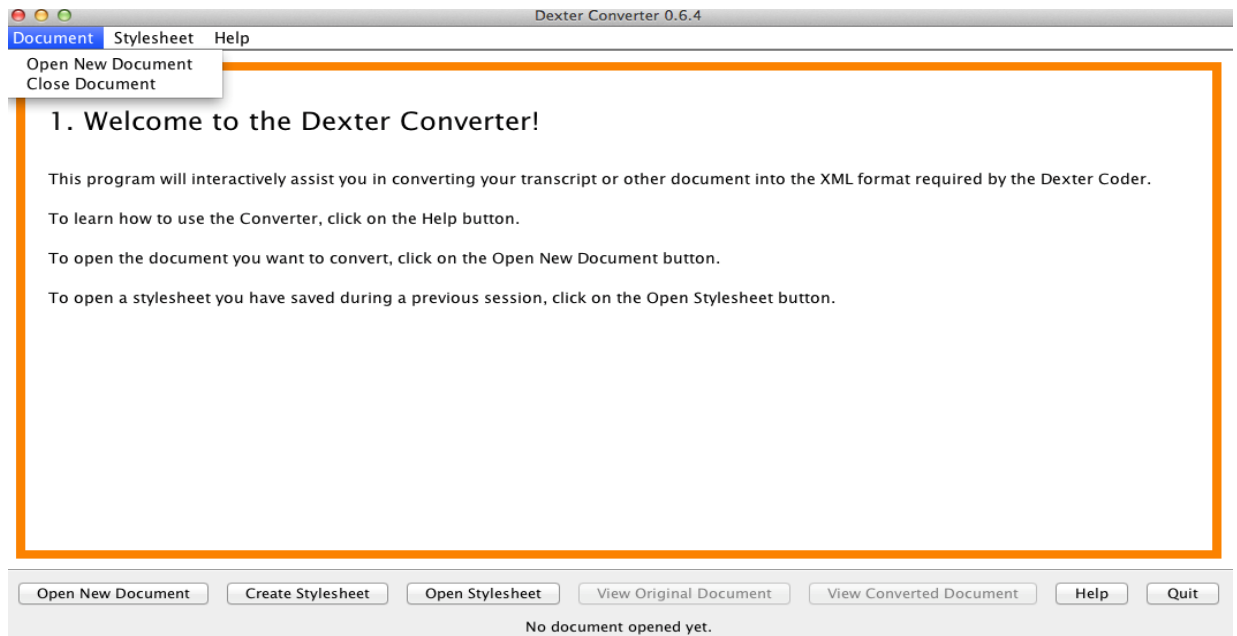 Dexter Converter 0.6.4
Document Stylesheet Help
Open New Document
Close Document
1. Welcome to the Dexter Converter!
This program will interactively assist you in converting your transcript or other document into the XML format required by the Dexter Coder.
To learn how to use the Converter, click on the Help button.
To open the document you want to convert, click on the Open New Document button.
To open a stylesheet you have saved during a previous session, click on the Open Stylesheet button.
Open New Document Create Stylesheet Open Stylesheet View Original Document View Converted Document Help Quit
No document opened yet.